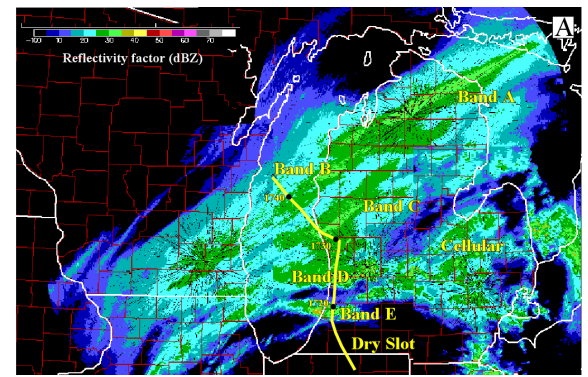 A
-100 10 20 30 40 50 60 70
Reflectivity factor (dBZ)
Band A
Band B
1740
Band C
1730
Cellular
Band D
1720
Band E
Dry Slot